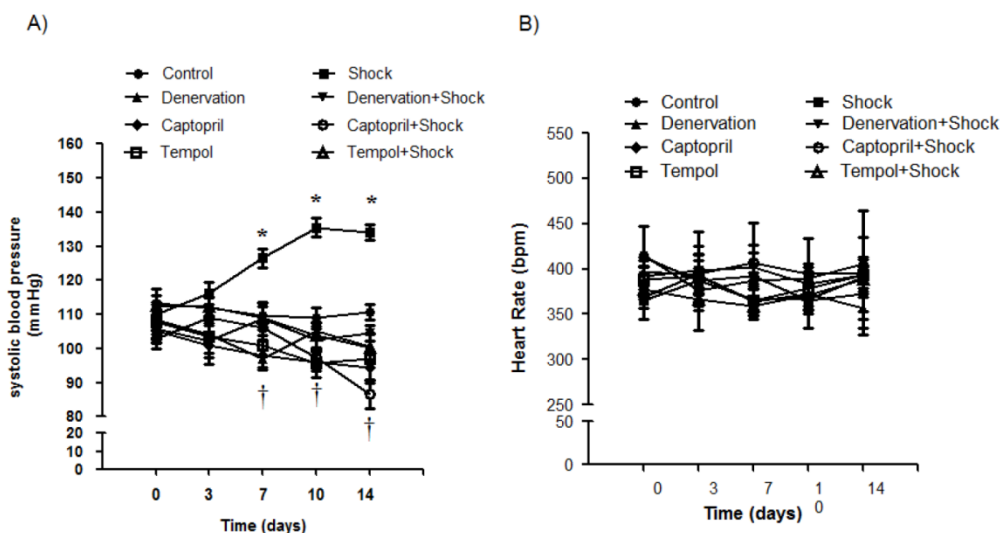 A)
Control
Shock
Denervation
Denervation+Shock
Captopril
Captopril+Shock
Tempol
Tempol+Shock
systolic blood pressure
(mmHg)
160
150
140
130
120
110
100
90
80
20
10
0
*
*
*
†
†
†
0 3 7 10 14
Time (days)
B)
Control
Shock
Denervation
Denervation+Shock
Captopril
Captopril+Shock
Tempol
Tempol+Shock
Heart Rate (bpm)
550
500
450
400
350
300
250
50
0
0 3 7 1 14
0
Time (days)